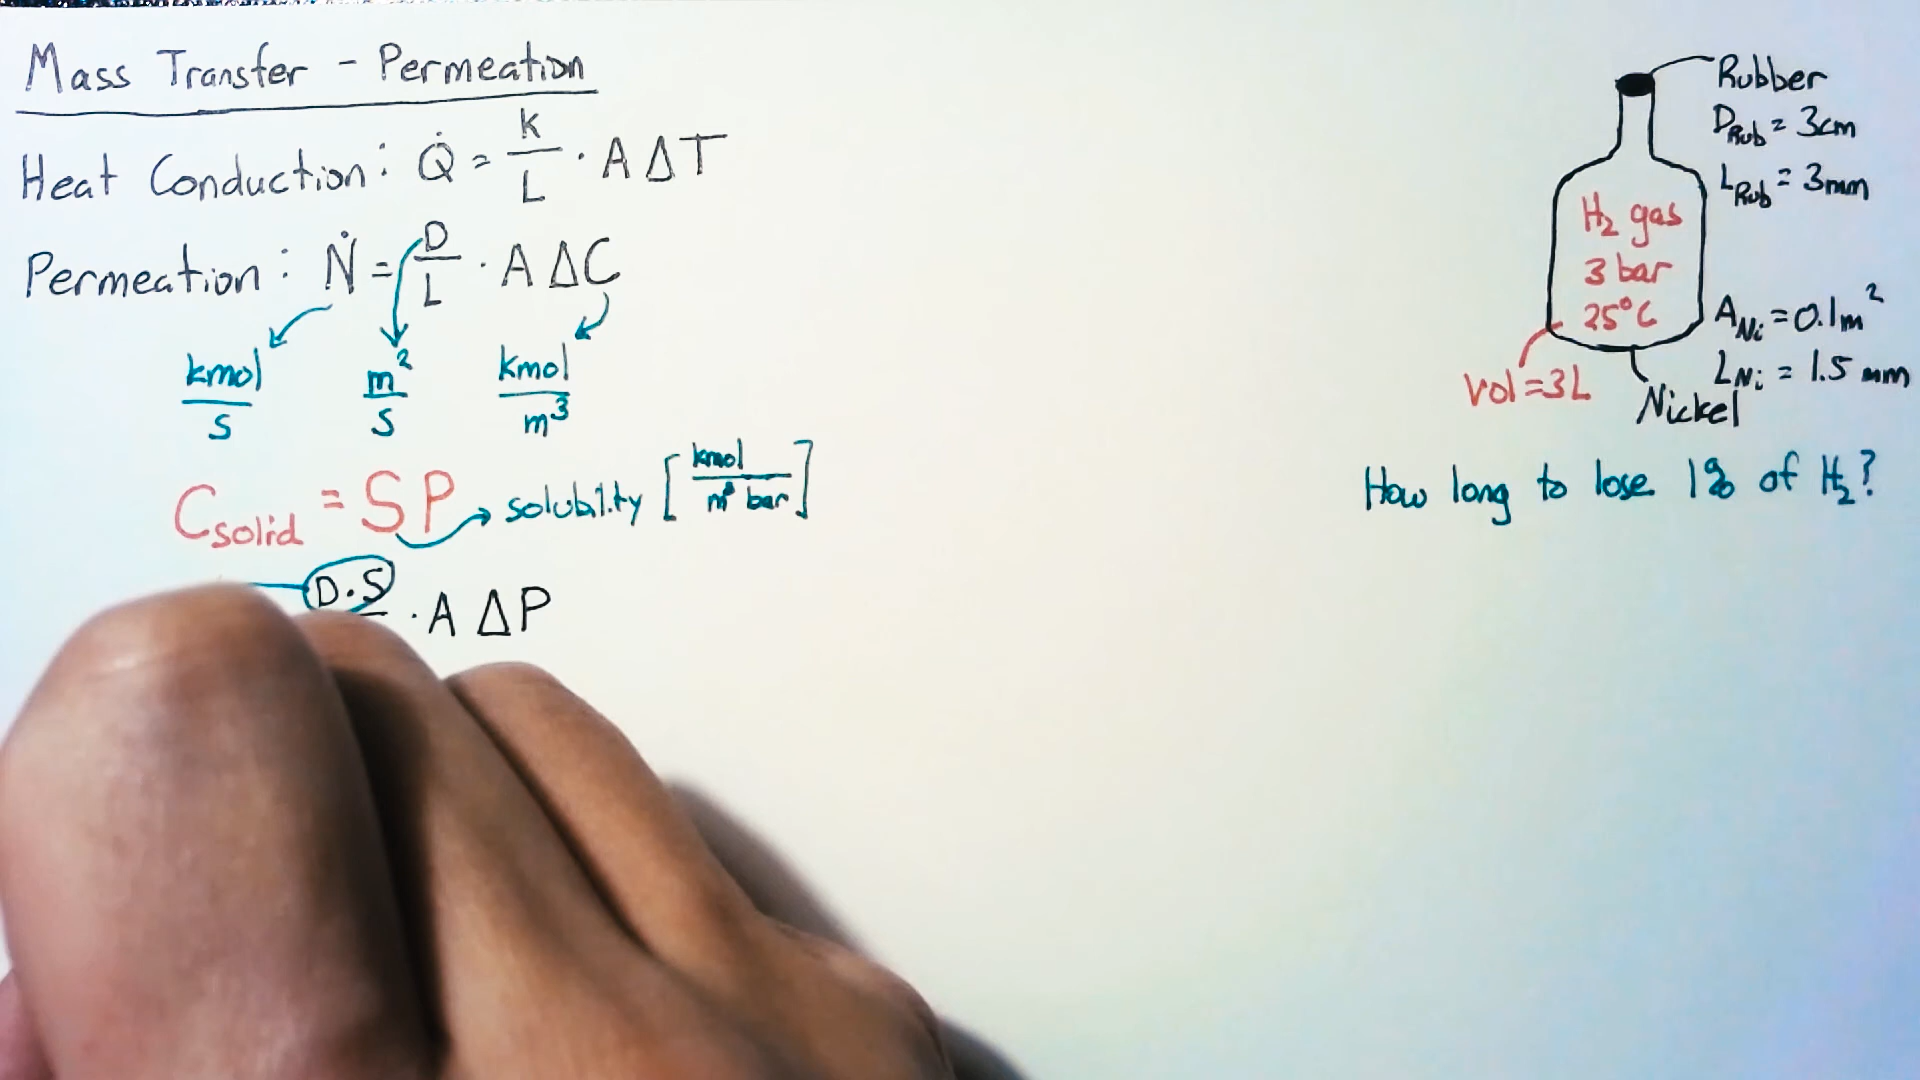 Mass Transfer - Permeation
Heat Conduction: Q̇ = k/L · A ΔT
Permeation: Ṅ = D/L · A ΔC
kmol/s m²/s kmol/m³
C_solid = SP → solubility [kmol/m³ bar]
D·S · A ΔP
Rubber
D_Rub = 3cm
L_Rub = 3mm
H₂ gas
3 bar
25°C
A_Ni = 0.1m²
L_Ni = 1.5 mm
Vol = 3L
Nickel
How long to lose 1% of H₂?